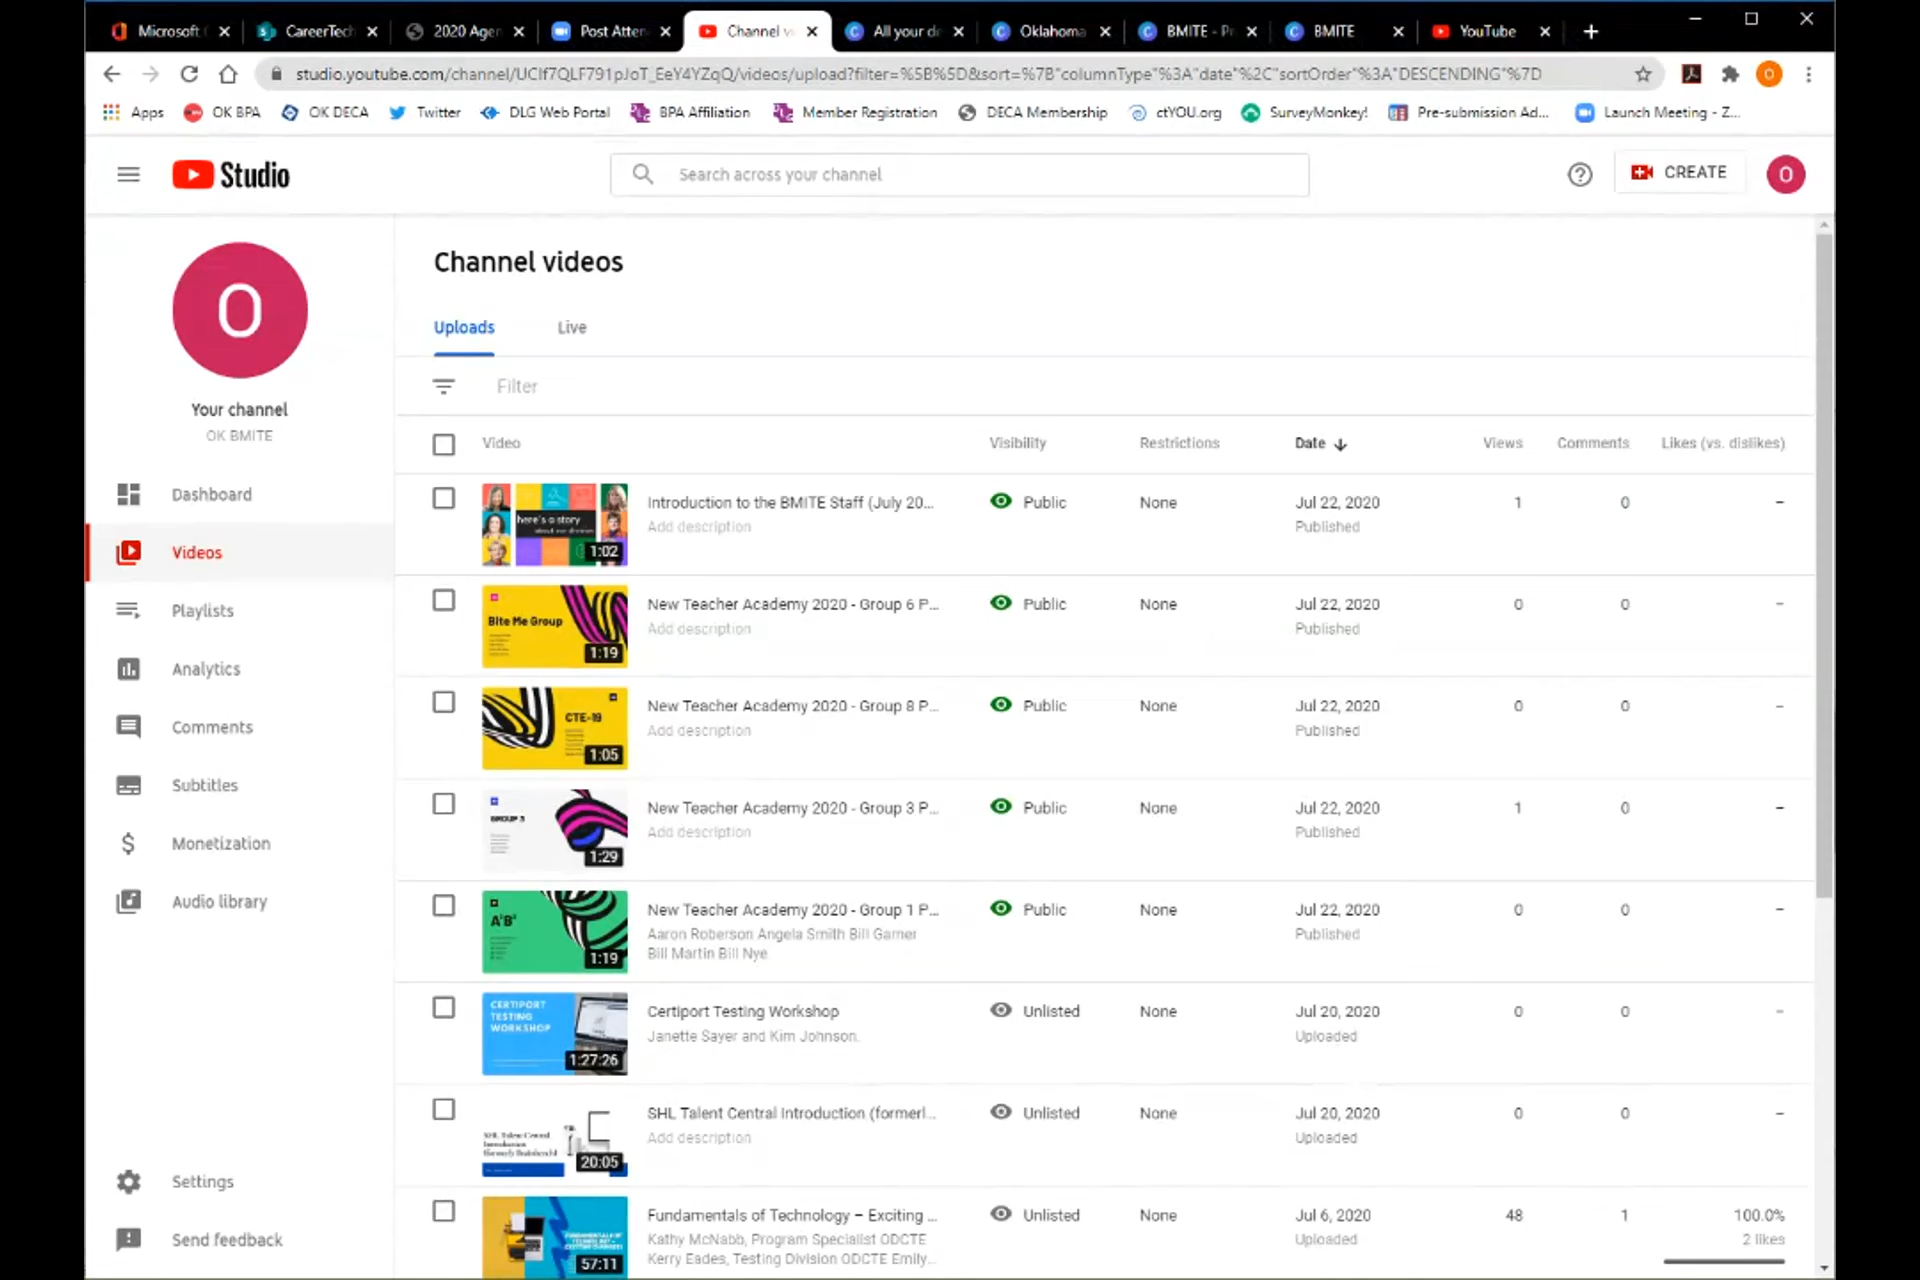 Microsoft
CareerTech
2020 Agen
Post Atten
Channel v
All your d
Oklahoma
BMITE - P
BMITE
YouTube
studio.youtube.com/channel/UCIf7QLF791pJoT_EeY4YZqQ/videos/upload?filter=%5B%5D&sort=%7B"columnType"%3A"date"%2C"sortOrder"%3A"DESCENDING"%7D
O
Apps
OK BPA
OK DECA
Twitter
DLG Web Portal
BPA Affiliation
Member Registration
DECA Membership
ctYOU.org
SurveyMonkey!
Pre-submission Ad...
Launch Meeting - Z...
Studio
Search across your channel
CREATE
O
O
Your channel
OK BMITE
Dashboard
Videos
Playlists
Analytics
Comments
Subtitles
Monetization
Audio library
Settings
Send feedback
Channel videos
Uploads
Live
Filter
Video Visibility Restrictions Date Views Comments Likes (vs. dislikes)
here's a story
1:02
Introduction to the BMITE Staff (July 20... Public None Jul 22, 2020 1 0 –
Add description Published
Bite Me Group
1:19
New Teacher Academy 2020 - Group 6 P... Public None Jul 22, 2020 0 0 –
Add description Published
CTE-19
1:05
New Teacher Academy 2020 - Group 8 P... Public None Jul 22, 2020 0 0 –
Add description Published
GROUP 3
1:29
New Teacher Academy 2020 - Group 3 P... Public None Jul 22, 2020 1 0 –
Add description Published
A²B³
1:19
New Teacher Academy 2020 - Group 1 P... Public None Jul 22, 2020 0 0 –
Aaron Roberson Angela Smith Bill Garner Published
Bill Martin Bill Nye
CERTIPORT
TESTING
WORKSHOP
1:27:26
Certiport Testing Workshop Unlisted None Jul 20, 2020 0 0 –
Janette Sayer and Kim Johnson. Uploaded
SHL Talent Central
Introduction
20:05
SHL Talent Central Introduction (formerl... Unlisted None Jul 20, 2020 0 0 –
Add description Uploaded
57:11
Fundamentals of Technology – Exciting ... Unlisted None Jul 6, 2020 48 1 100.0%
Kathy McNabb, Program Specialist ODCTE Uploaded 2 likes
Kerry Eades, Testing Division ODCTE Emily...